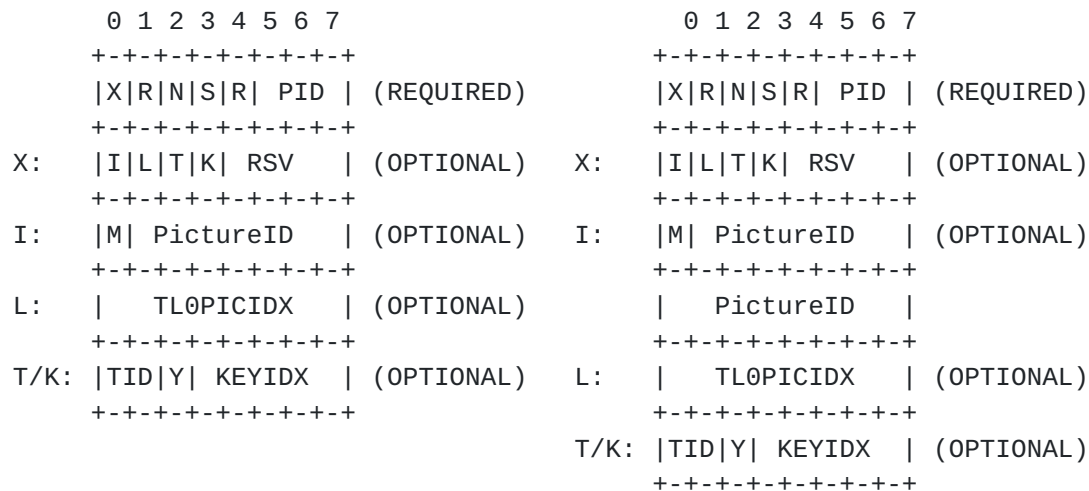 0 1 2 3 4 5 6 7                      0 1 2 3 4 5 6 7
     +-+-+-+-+-+-+-+-+                   +-+-+-+-+-+-+-+-+
     |X|R|N|S|R| PID | (REQUIRED)        |X|R|N|S|R| PID | (REQUIRED)
     +-+-+-+-+-+-+-+-+                   +-+-+-+-+-+-+-+-+
X:   |I|L|T|K| RSV   | (OPTIONAL)   X:   |I|L|T|K| RSV   | (OPTIONAL)
     +-+-+-+-+-+-+-+-+                   +-+-+-+-+-+-+-+-+
I:   |M| PictureID   | (OPTIONAL)   I:   |M| PictureID   | (OPTIONAL)
     +-+-+-+-+-+-+-+-+                   +-+-+-+-+-+-+-+-+
L:   |   TL0PICIDX   | (OPTIONAL)        |   PictureID   |
     +-+-+-+-+-+-+-+-+                   +-+-+-+-+-+-+-+-+
T/K: |TID|Y| KEYIDX  | (OPTIONAL)   L:   |   TL0PICIDX   | (OPTIONAL)
     +-+-+-+-+-+-+-+-+                   +-+-+-+-+-+-+-+-+
                                    T/K: |TID|Y| KEYIDX  | (OPTIONAL)
                                         +-+-+-+-+-+-+-+-+